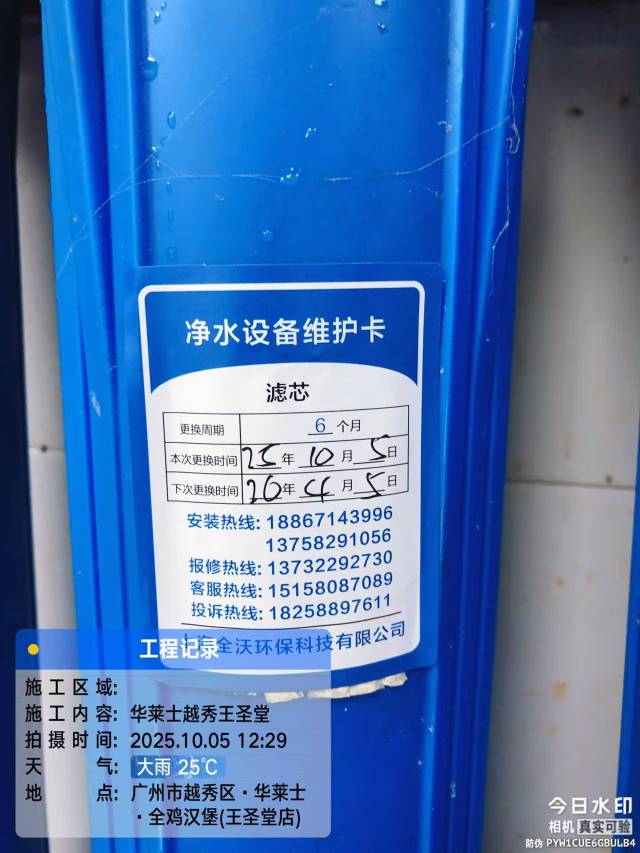 净水设备维护卡
滤芯
更换周期 6 个月
本次更换时间 25 年 10 月 5 日
下次更换时间 26 年 4 月 5 日
安装热线: 18867143996
13758291056
报修热线: 13732292730
客服热线: 15158087089
投诉热线: 18258897611
上海全沃环保科技有限公司
工程记录
施工区域:
施工内容: 华莱士越秀王圣堂
拍摄时间: 2025.10.05 12:29
天气: 大雨 25℃
地点: 广州市越秀区·华莱士
·全鸡汉堡(王圣堂店)
今日水印
相机 真实可验
防伪 PYW1CUE6GBULB4